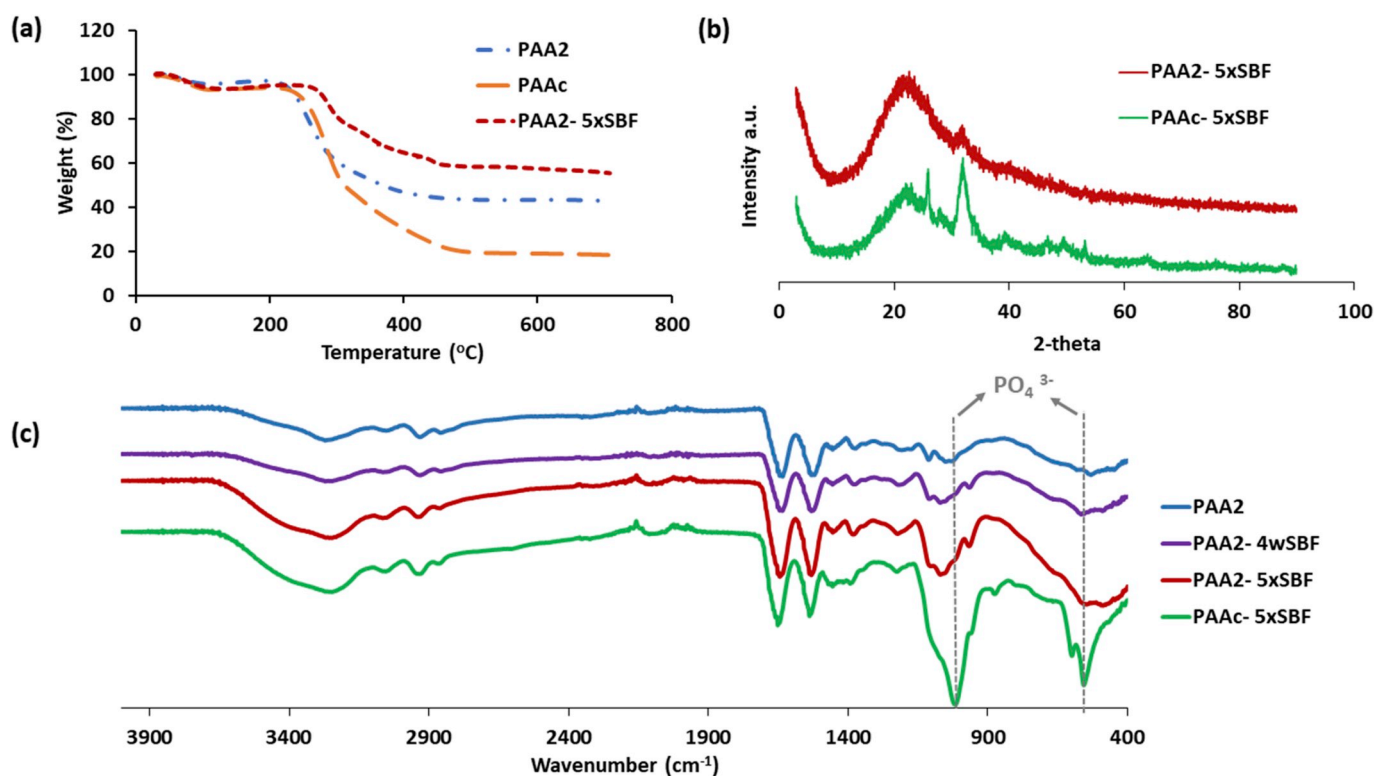 (a)
120
100
80
60
40
20
0
Weight (%)
0 200 400 600 800
Temperature (°C)
PAA2
PAAc
PAA2- 5xSBF
(b)
Intensity a.u.
PAA2- 5xSBF
PAAc- 5xSBF
0 20 40 60 80 100
2-theta
(c)
PO₄ ³⁻
PAA2
PAA2- 4wSBF
PAA2- 5xSBF
PAAc- 5xSBF
3900 3400 2900 2400 1900 1400 900 400
Wavenumber (cm⁻¹)